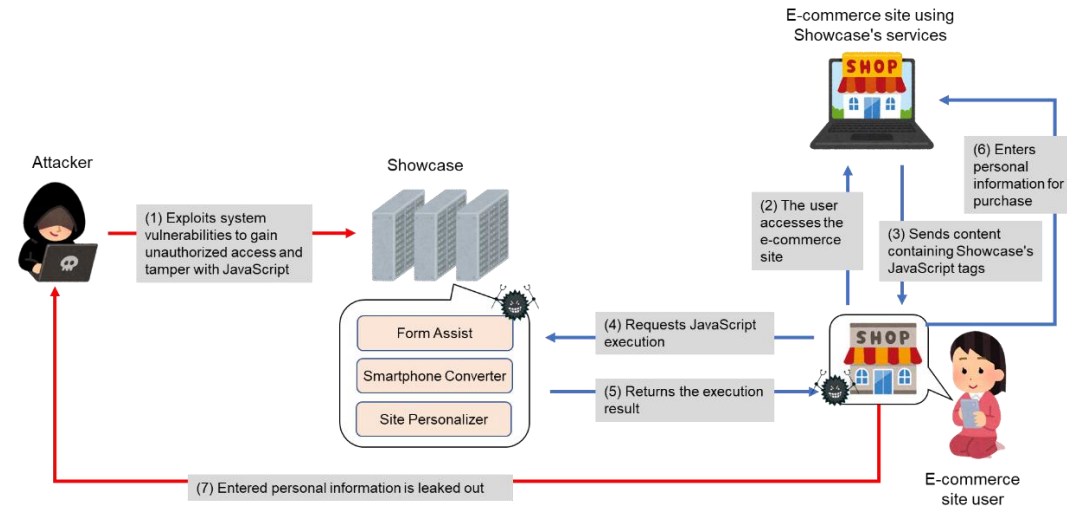 E-commerce site using
Showcase's services
SHOP
Attacker
Showcase
(1) Exploits system
vulnerabilities to gain
unauthorized access and
tamper with JavaScript
(2) The user
accesses the
e-commerce
site
(3) Sends content
containing Showcase's
JavaScript tags
(6) Enters
personal
information for
purchase
Form Assist
Smartphone Converter
Site Personalizer
(4) Requests JavaScript
execution
(5) Returns the execution
result
SHOP
(7) Entered personal information is leaked out
E-commerce
site user